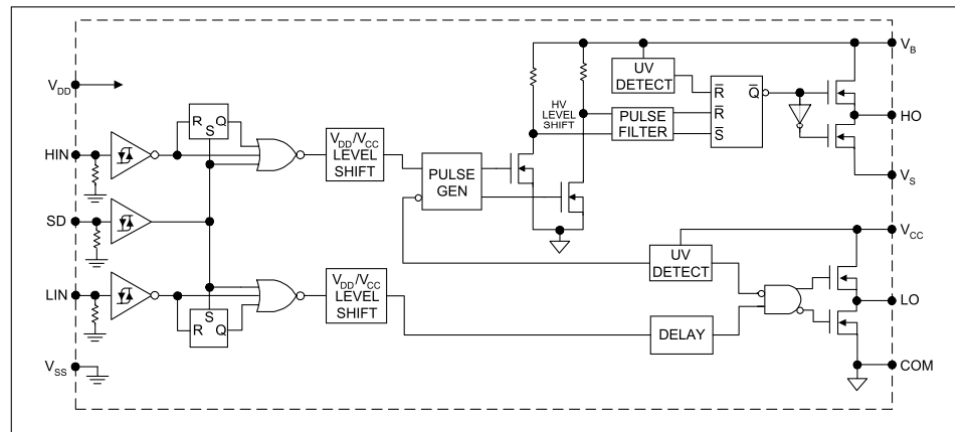 V_DD
HIN
SD
LIN
V_SS
R Q
S
S
R Q
V_DD/V_CC
LEVEL
SHIFT
V_DD/V_CC
LEVEL
SHIFT
PULSE
GEN
HV
LEVEL
SHIFT
UV
DETECT
PULSE
FILTER
R̅ Q̅
R̅
S̅
UV
DETECT
DELAY
V_B
HO
V_S
V_CC
LO
COM